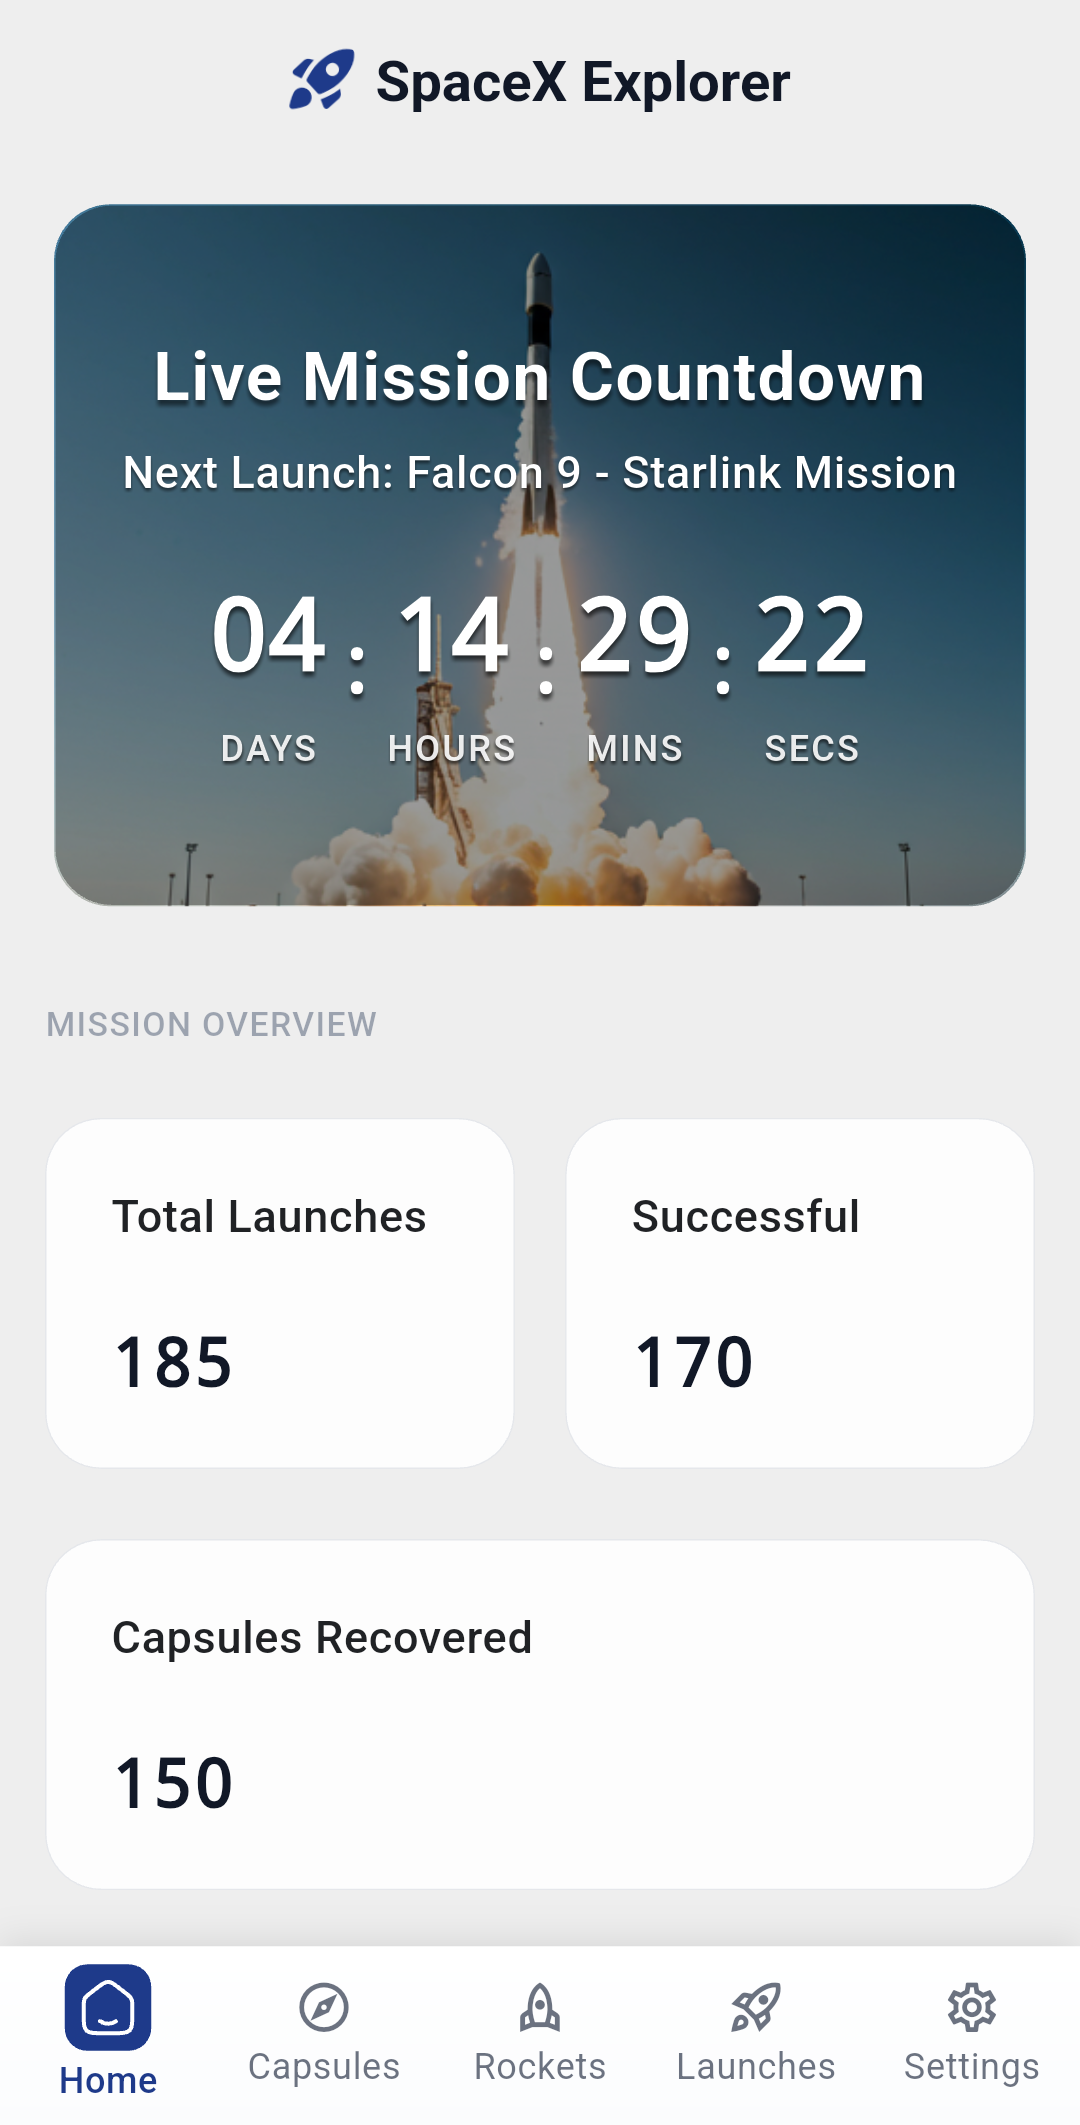 SpaceX Explorer
Live Mission Countdown
Next Launch: Falcon 9 - Starlink Mission
04 : 14 : 29 : 22
DAYS HOURS MINS SECS
MISSION OVERVIEW
Total Launches
185
Successful
170
Capsules Recovered
150
Home Capsules Rockets Launches Settings